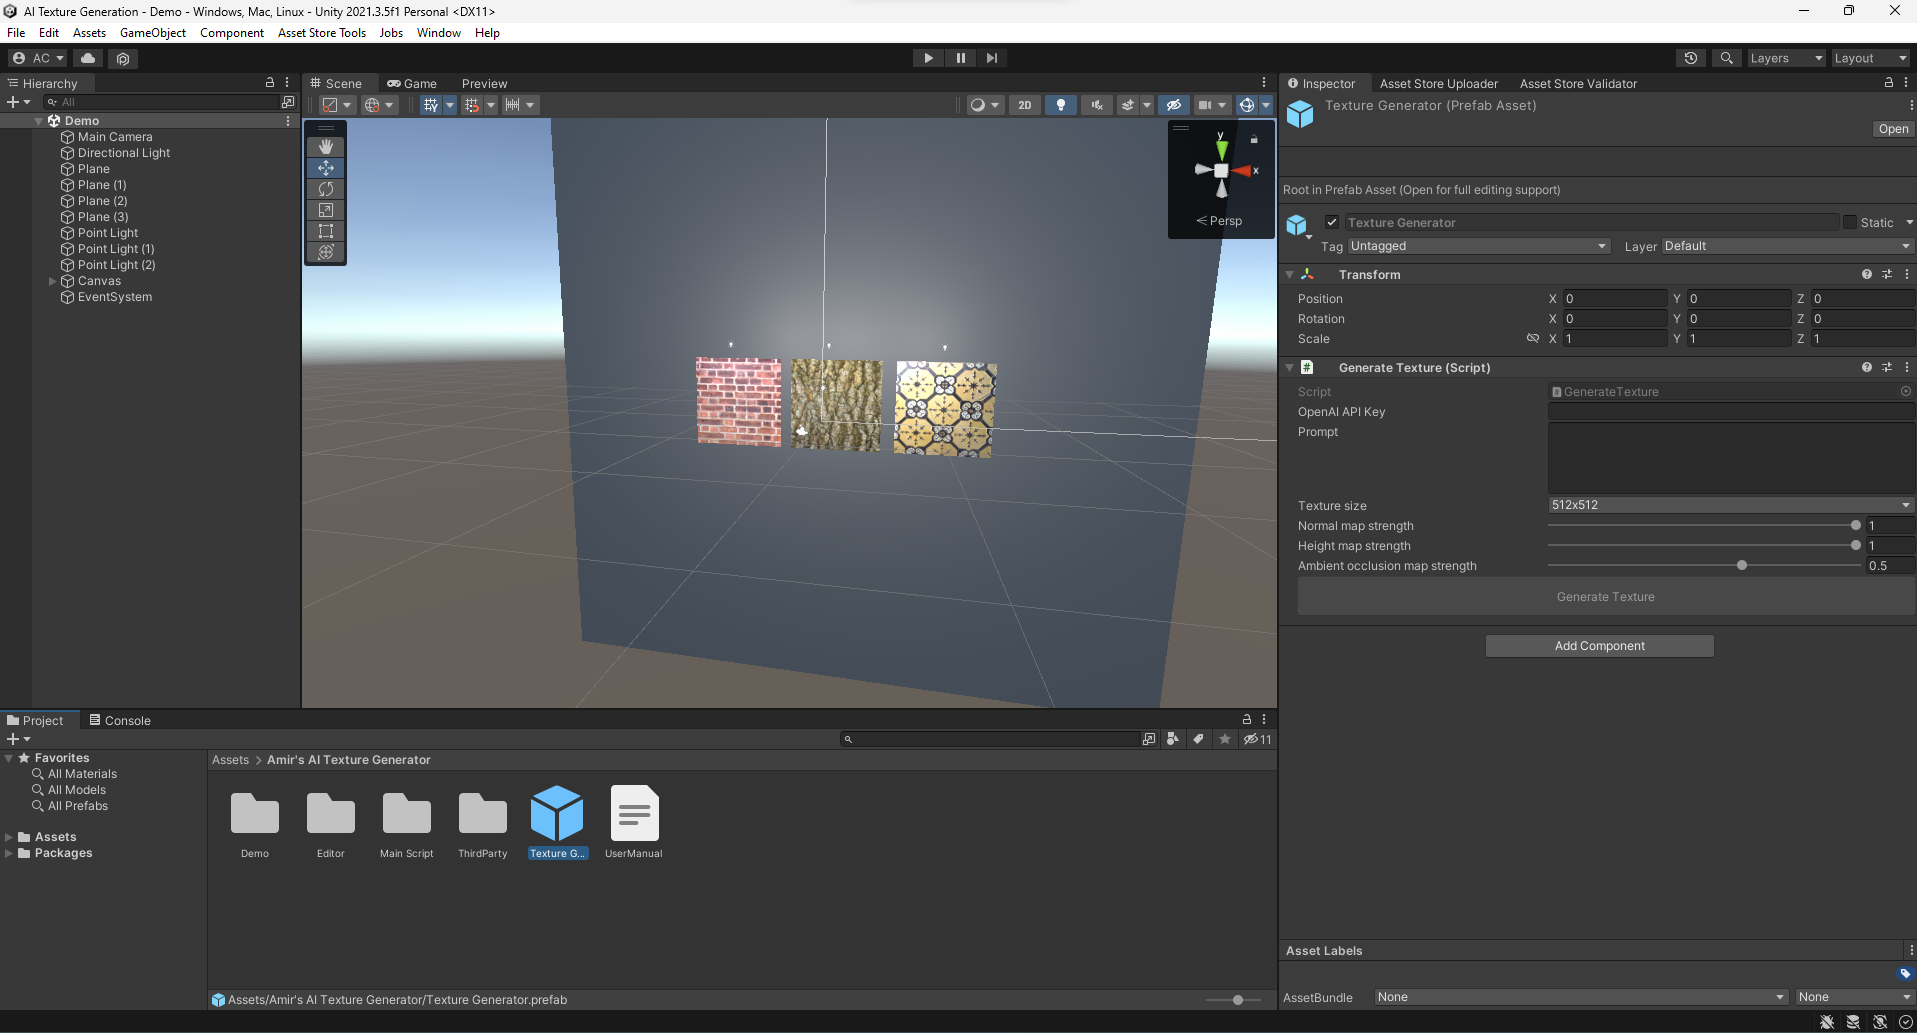 AI Texture Generation - Demo - Windows, Mac, Linux - Unity 2021.3.5f1 Personal <DX11>
File Edit Assets GameObject Component Asset Store Tools Jobs Window Help
AC
Layers
Layout
Hierarchy
All
Demo
Main Camera
Directional Light
Plane
Plane (1)
Plane (2)
Plane (3)
Point Light
Point Light (1)
Point Light (2)
Canvas
EventSystem
Scene Game Preview
2D
y
x
Persp
Inspector Asset Store Uploader Asset Store Validator
Texture Generator (Prefab Asset)
Open
Root in Prefab Asset (Open for full editing support)
Texture Generator Static
Tag Untagged Layer Default
Transform
Position X 0 Y 0 Z 0
Rotation X 0 Y 0 Z 0
Scale X 1 Y 1 Z 1
Generate Texture (Script)
Script GenerateTexture
OpenAI API Key
Prompt
Texture size 512x512
Normal map strength 1
Height map strength 1
Ambient occlusion map strength 0.5
Generate Texture
Add Component
Project Console
11
Favorites
All Materials
All Models
All Prefabs
Assets
Packages
Assets > Amir's AI Texture Generator
Demo Editor Main Script ThirdParty Texture G... UserManual
Assets/Amir's AI Texture Generator/Texture Generator.prefab
Asset Labels
AssetBundle None None